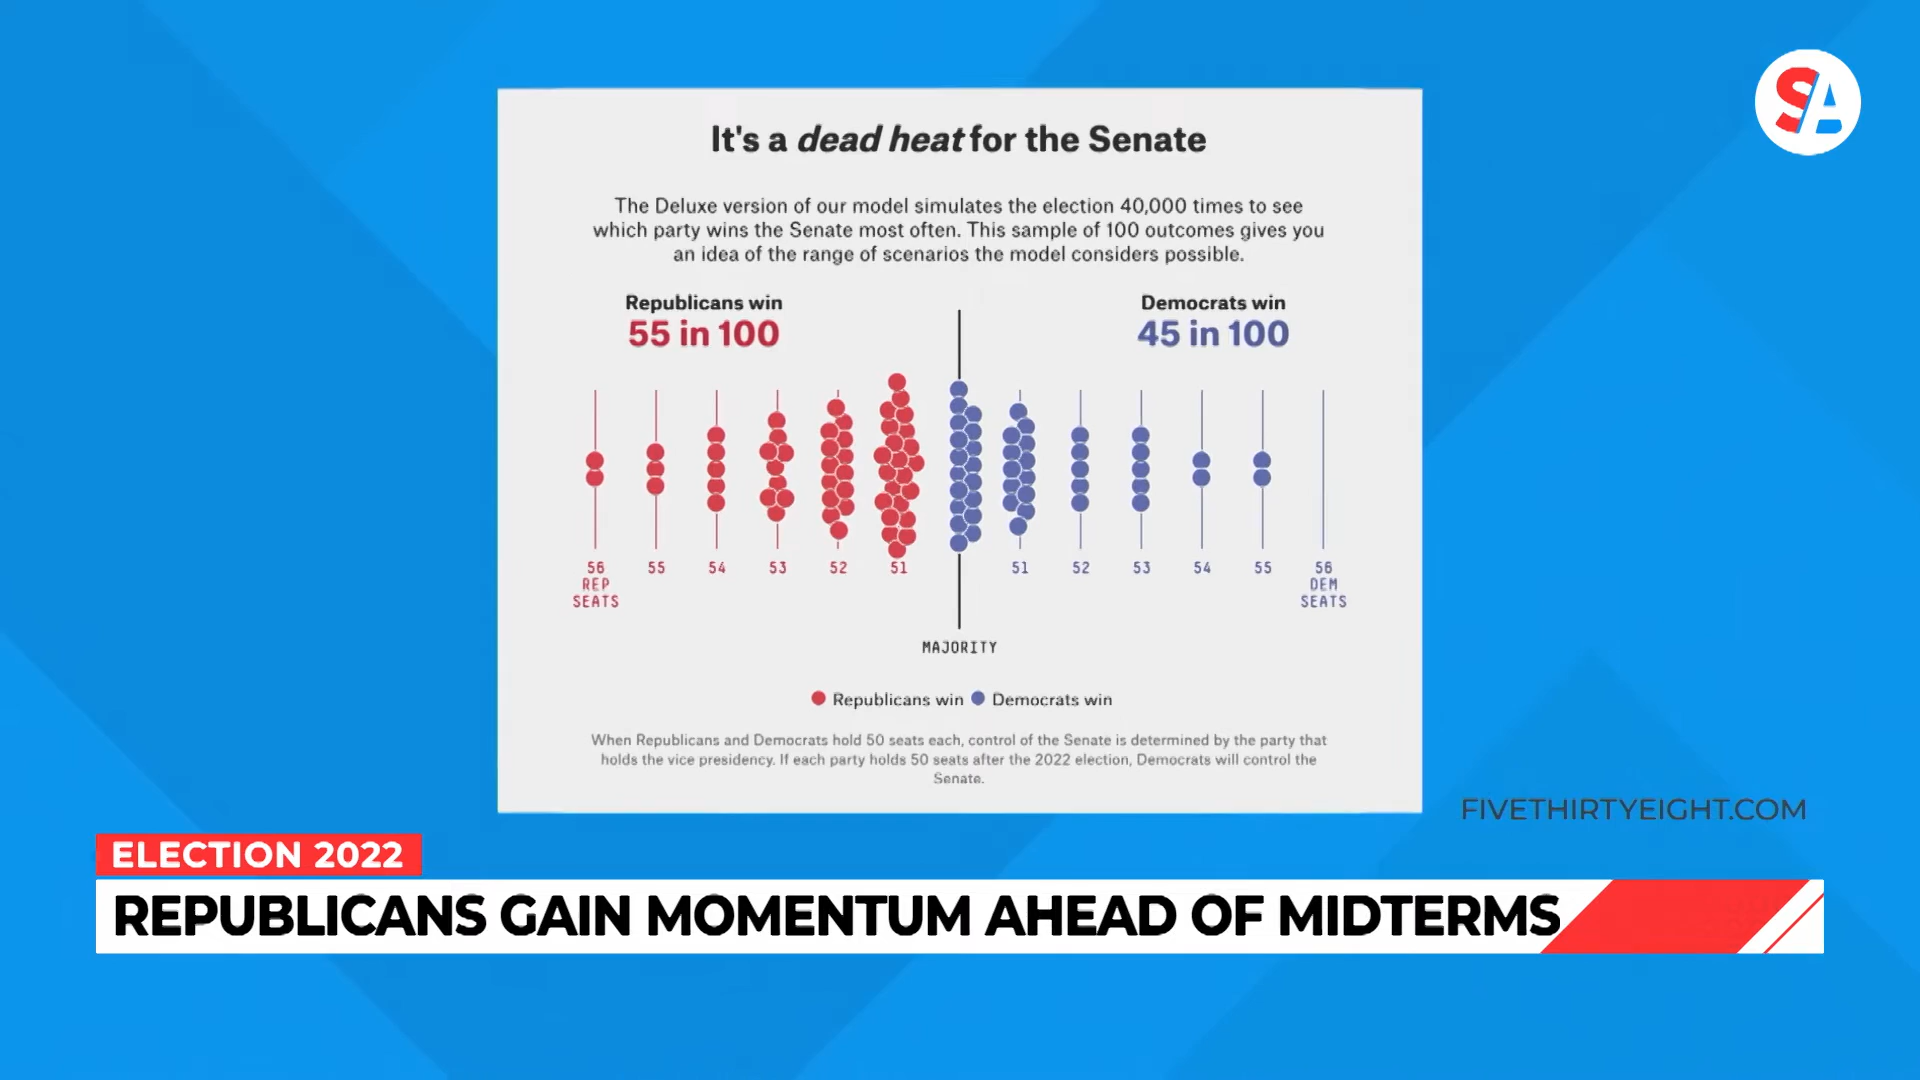 SA
It's a dead heat for the Senate
The Deluxe version of our model simulates the election 40,000 times to see
which party wins the Senate most often. This sample of 100 outcomes gives you
an idea of the range of scenarios the model considers possible.
Republicans win
55 in 100
Democrats win
45 in 100
56 55 54 53 52 51 51 52 53 54 55 56
REP DEM
SEATS SEATS
MAJORITY
Republicans win Democrats win
When Republicans and Democrats hold 50 seats each, control of the Senate is determined by the party that
holds the vice presidency. If each party holds 50 seats after the 2022 election, Democrats will control the
Senate.
FIVETHIRTYEIGHT.COM
ELECTION 2022
REPUBLICANS GAIN MOMENTUM AHEAD OF MIDTERMS